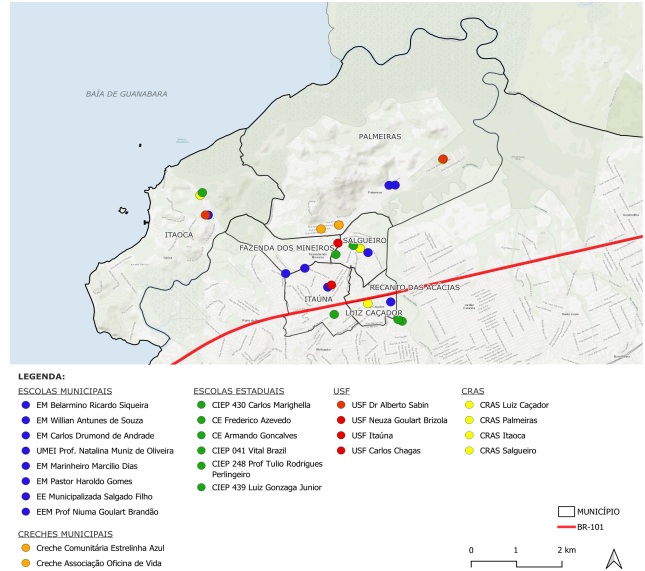 BAÍA DE GUANABARA
PALMEIRAS
ITAOCA
FAZENDA DOS MINEIROS
SALGUEIRO
RECANTO DAS ACÁCIAS
ITAÚNA
LUIZ CAÇADOR
LEGENDA:
ESCOLAS MUNICIPAIS
EM Belarmino Ricardo Siqueira
EM Willian Antunes de Souza
EM Carlos Drumond de Andrade
UMEI Prof. Natalina Muniz de Oliveira
EM Marinheiro Marcilio Dias
EM Pastor Haroldo Gomes
EE Municipalizada Salgado Filho
EEM Prof Niuma Goulart Brandão
CRECHES MUNICIPAIS
Creche Comunitária Estrelinha Azul
Creche Associação Oficina de Vida
ESCOLAS ESTADUAIS
CIEP 430 Carlos Marighella
CE Frederico Azevedo
CE Armando Goncalves
CIEP 041 Vital Brazil
CIEP 248 Prof Tulio Rodrigues
Perlingeiro
CIEP 439 Luiz Gonzaga Junior
USF
USF Dr Alberto Sabin
USF Neuza Goulart Brizola
USF Itaúna
USF Carlos Chagas
CRAS
CRAS Luiz Caçador
CRAS Palmeiras
CRAS Itaoca
CRAS Salgueiro
MUNICÍPIO
BR-101
0 1 2 km